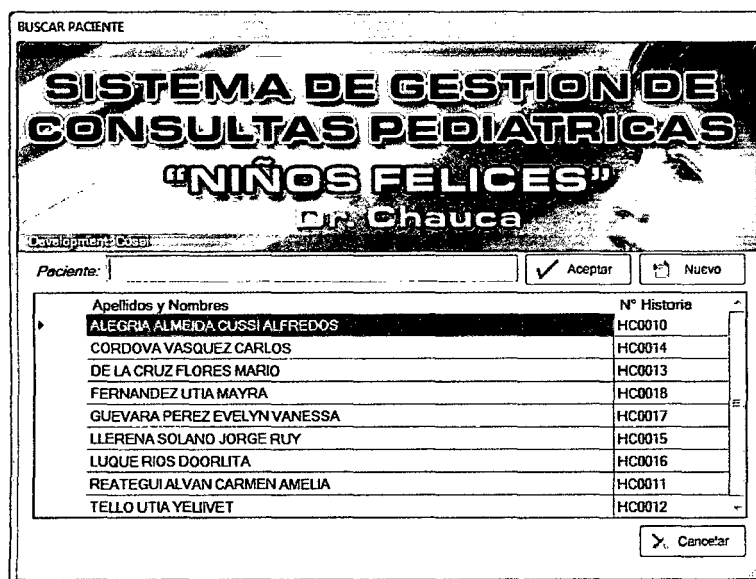 BUSCAR PACIENTE
SISTEMA DE GESTION DE
CONSULTAS PEDIATRICAS
“NIÑOS FELICES”
Dr. Chauca
Development: Cossi
Paciente:
Aceptar
Nuevo
Apellidos y Nombres N° Historia
ALEGRIA ALMEIDA CUSSI ALFREDOS HC0010
CORDOVA VASQUEZ CARLOS HC0014
DE LA CRUZ FLORES MARIO HC0013
FERNANDEZ UTIA MAYRA HC0018
GUEVARA PEREZ EVELYN VANESSA HC0017
LLERENA SOLANO JORGE RUY HC0015
LUQUE RIOS DOORLITA HC0016
REATEGUI ALVAN CARMEN AMELIA HC0011
TELLO UTIA YELIIVET HC0012
Cancelar